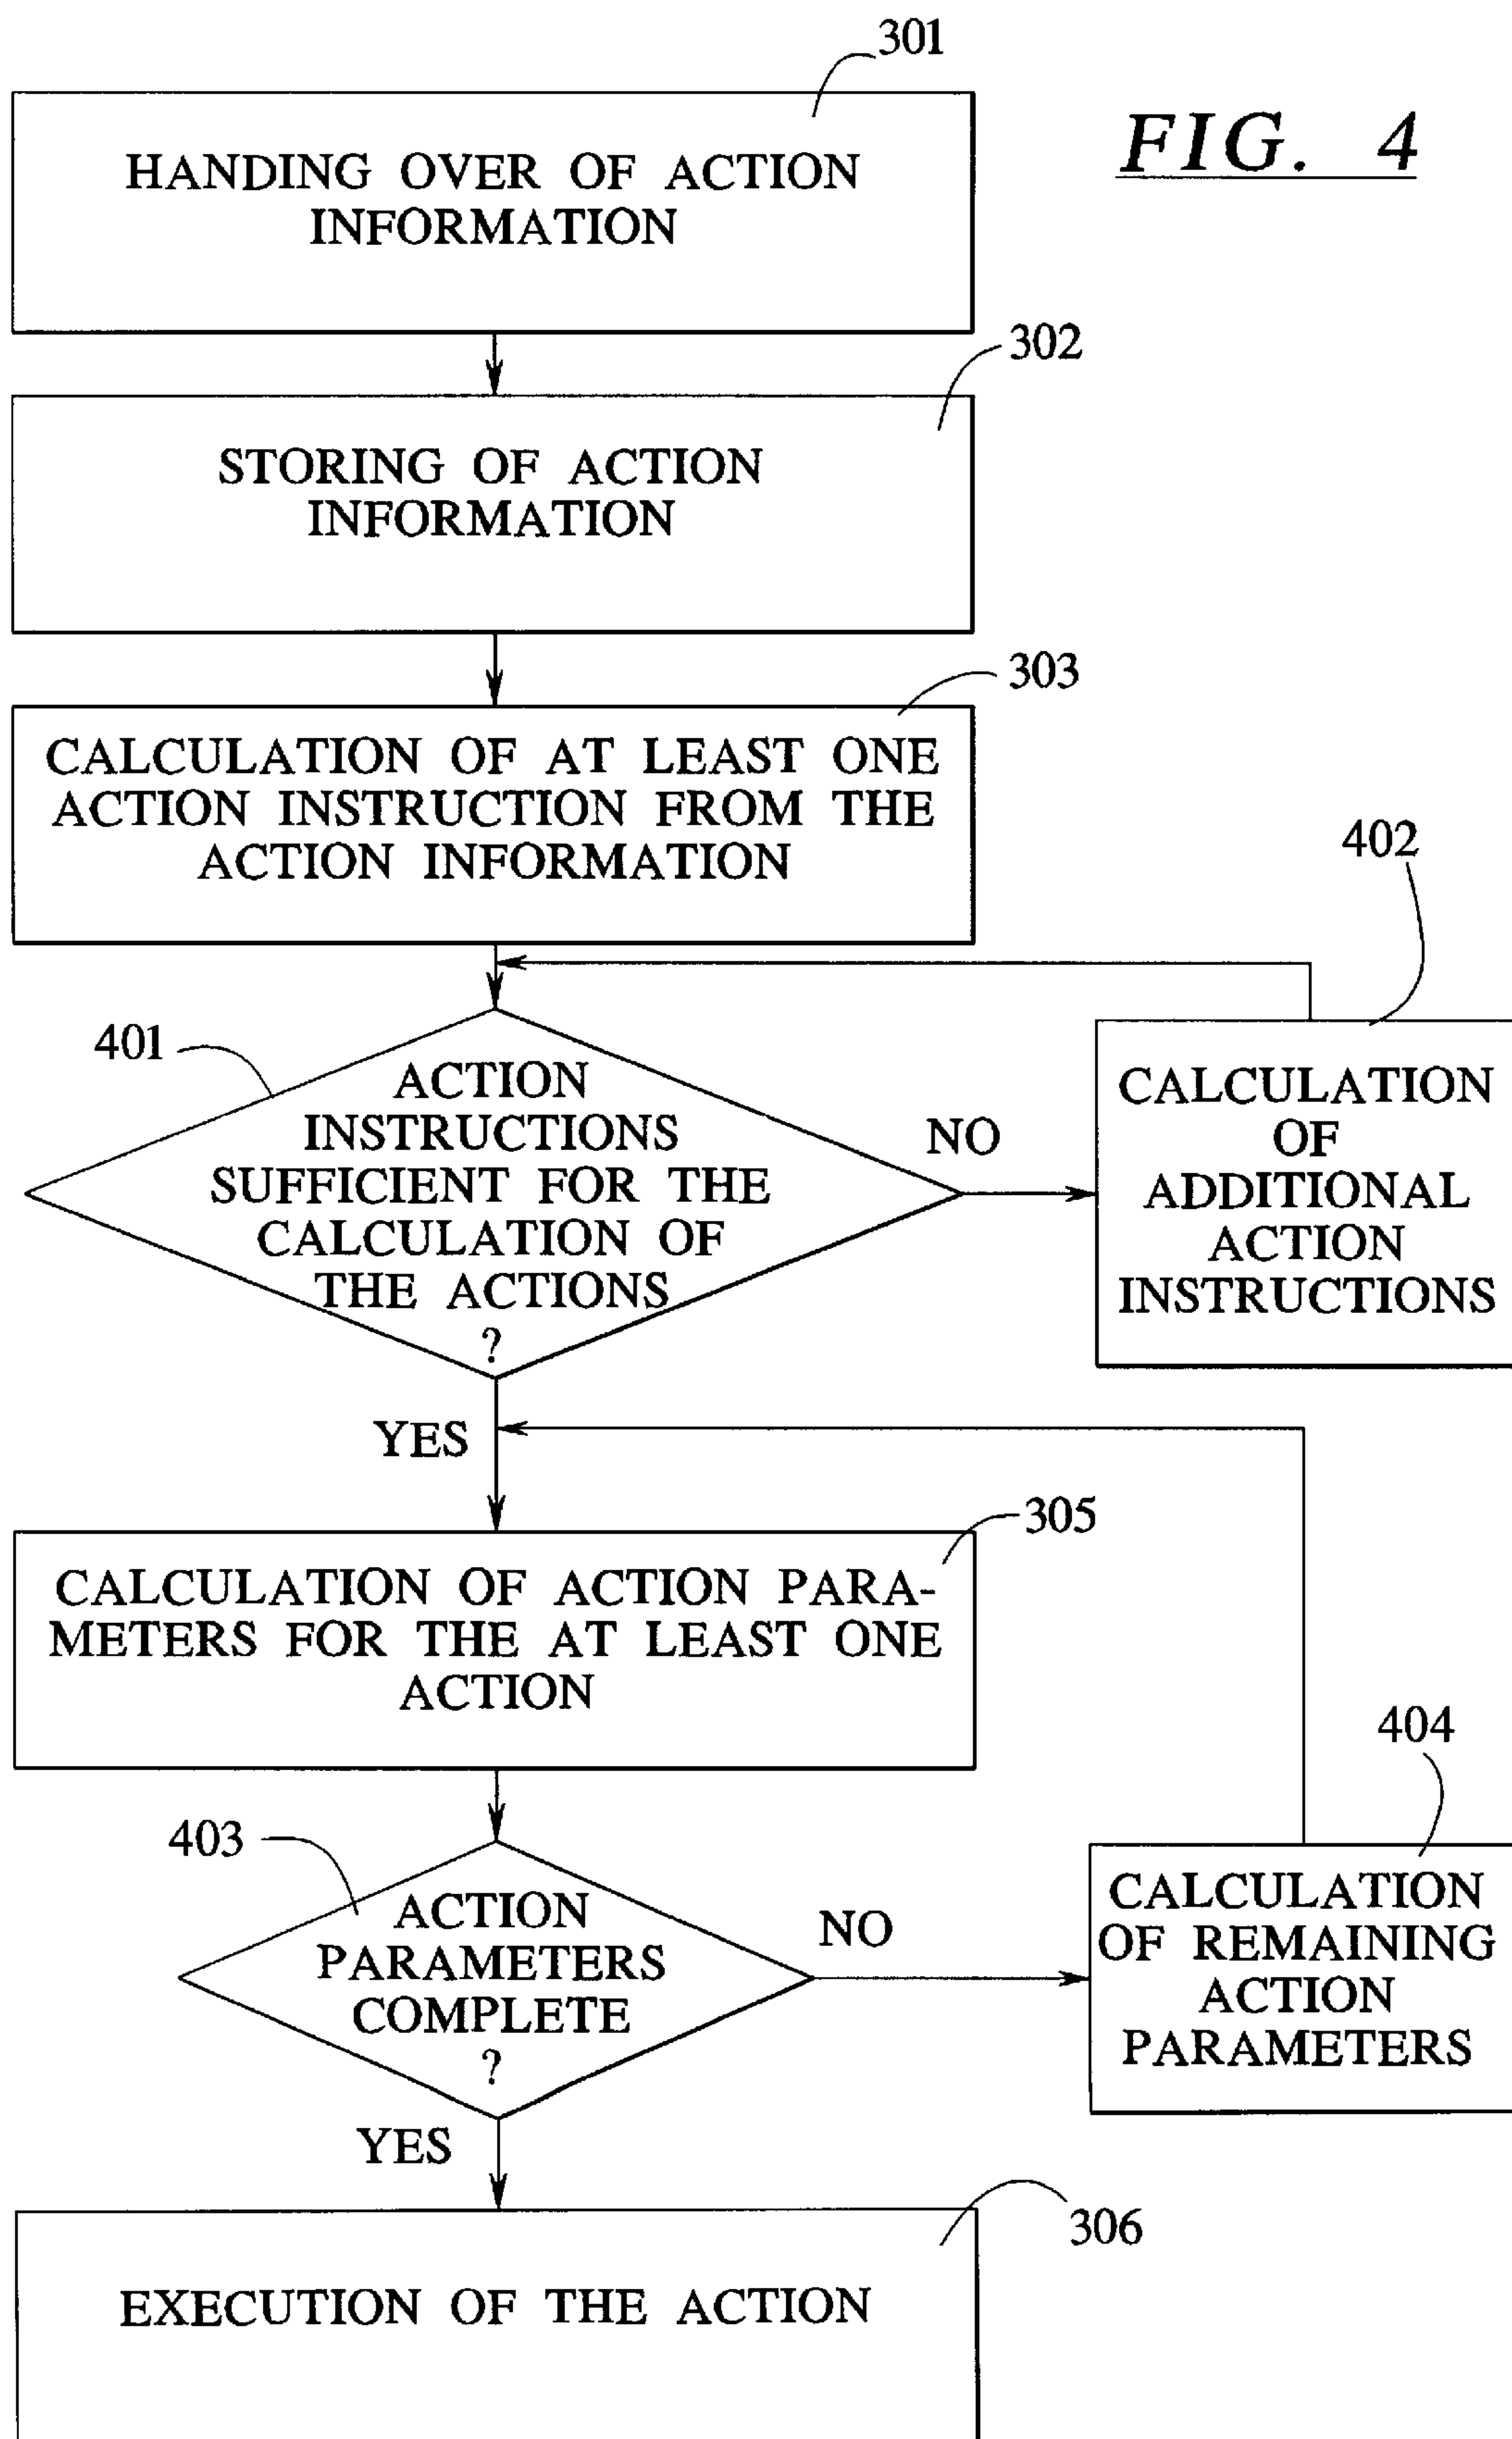 301
FIG. 4
HANDING OVER OF ACTION
INFORMATION
302
STORING OF ACTION
INFORMATION
303
CALCULATION OF AT LEAST ONE
ACTION INSTRUCTION FROM THE
ACTION INFORMATION
402
401
ACTION
INSTRUCTIONS
SUFFICIENT FOR THE
CALCULATION OF
THE ACTIONS
?
NO
CALCULATION
OF
ADDITIONAL
ACTION
INSTRUCTIONS
YES
305
CALCULATION OF ACTION PARA-
METERS FOR THE AT LEAST ONE
ACTION
404
403
ACTION
PARAMETERS
COMPLETE
?
NO
CALCULATION
OF REMAINING
ACTION
PARAMETERS
YES
306
EXECUTION OF THE ACTION